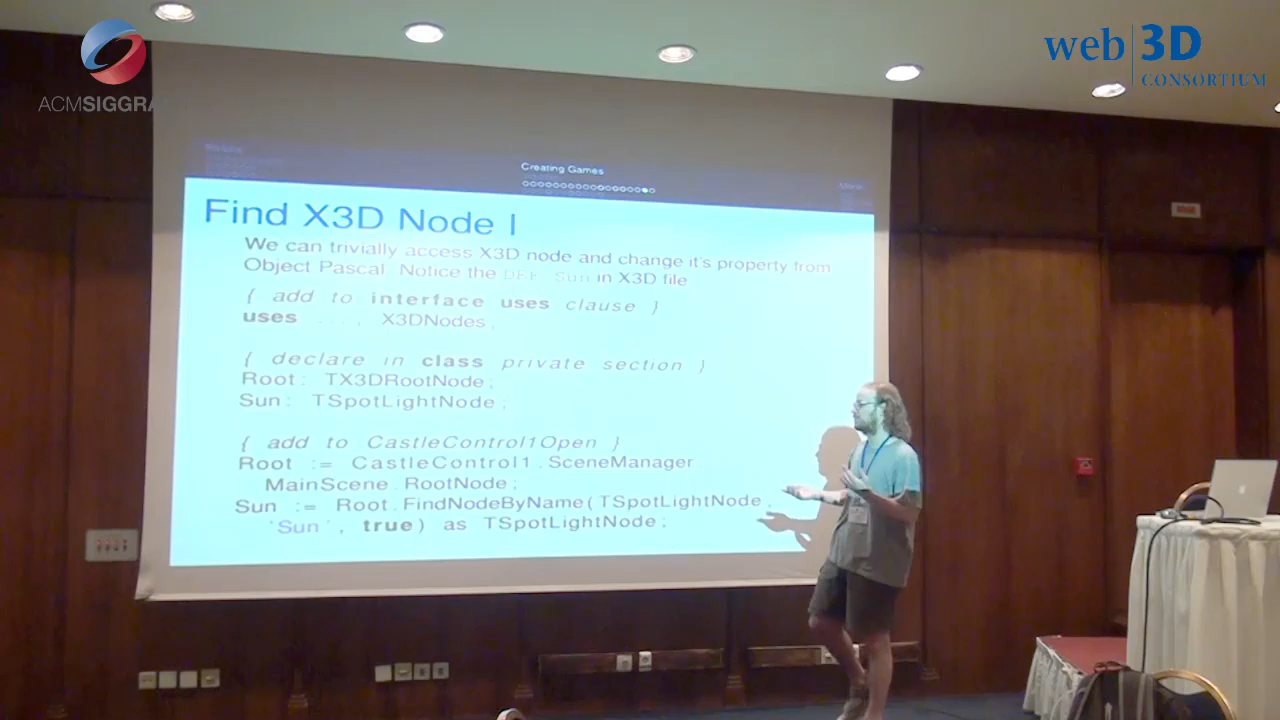 ACMSIGGRA
web 3D
CONSORTIUM
Creating Games
Find X3D Node I
We can trivially access X3D node and change it's property from
Object Pascal. Notice the DEF Sun in X3D file
{ add to interface uses clause }
uses ..., X3DNodes;
{ declare in class private section }
Root: TX3DRootNode;
Sun: TSpotLightNode;
{ add to CastleControl1Open }
Root := CastleControl1.SceneManager
MainScene.RootNode;
Sun := Root.FindNodeByName(TSpotLightNode,
'Sun', true) as TSpotLightNode;